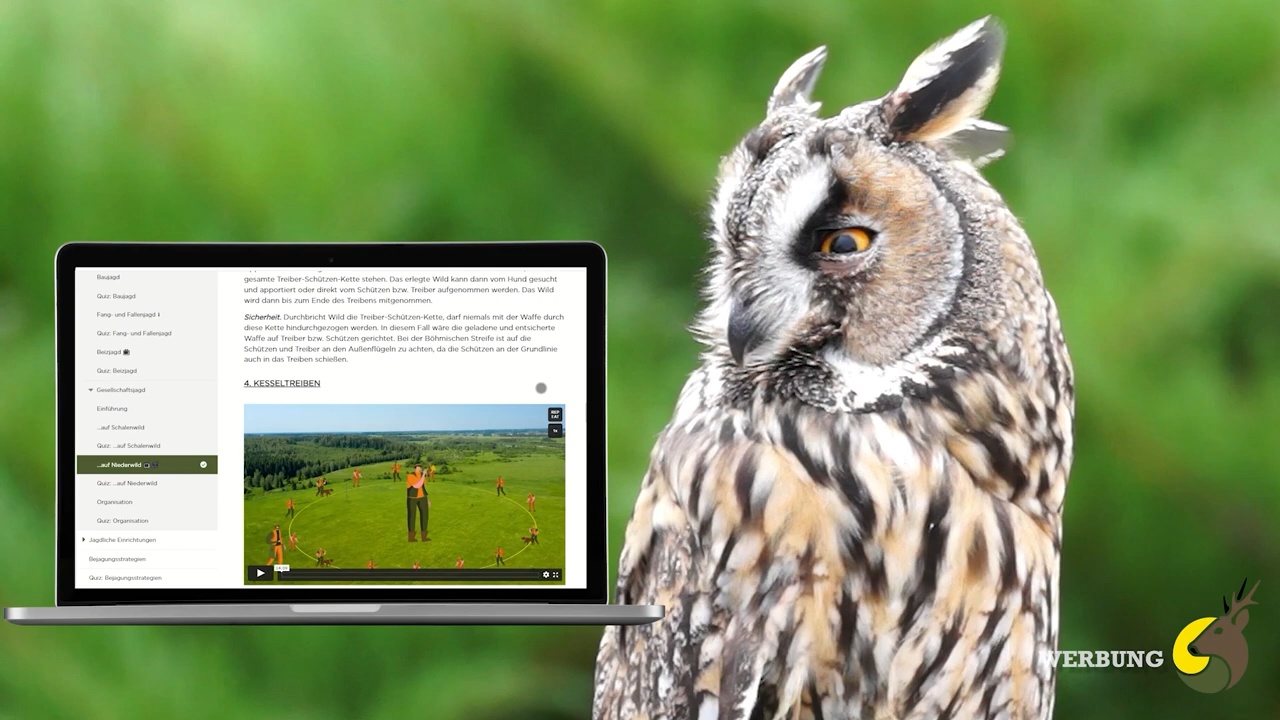 Baujagd
Quiz: Baujagd
Fang- und Fallenjagd
Quiz: Fang- und Fallenjagd
Beizjagd
Quiz: Beizjagd
Gesellschaftsjagd
Einführung
...auf Schalenwild
Quiz: ...auf Schalenwild
...auf Niederwild
Quiz: ...auf Niederwild
Organisation
Quiz: Organisation
Jagdliche Einrichtungen
Bejagungsstrategien
Quiz: Bejagungsstrategien
gesamte Treiber-Schützen-Kette stehen. Das erlegte Wild kann dann vom Hund gesucht
und apportiert oder direkt vom Schützen bzw. Treiber aufgenommen werden. Das Wild
wird dann bis zum Ende des Treibens mitgenommen.
Sicherheit. Durchbricht Wild die Treiber-Schützen-Kette, darf niemals mit der Waffe durch
diese Kette hindurchgezogen werden. In diesem Fall wäre die geladene und entsicherte
Waffe auf Treiber bzw. Schützen gerichtet. Bei der Böhmischen Streife ist auf die
Schützen und Treiber an den Außenflügeln zu achten, da die Schützen an der Grundlinie
auch in das Treiben schießen.
4. KESSELTREIBEN
REP
EAT
1x
WERBUNG